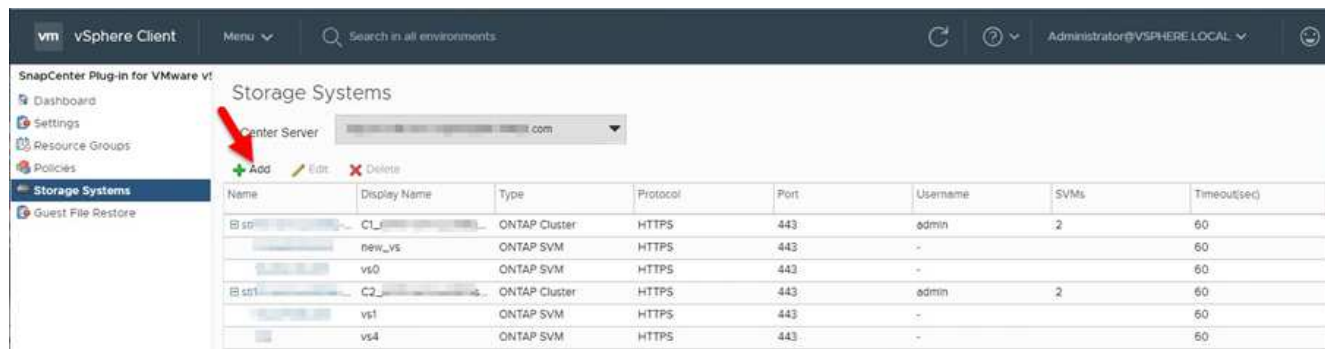 vm vSphere Client Menu Search in all environments Administrator@VSPHERE.LOCAL
SnapCenter Plug-in for VMware
Dashboard
Settings
Resource Groups
Policies
Storage Systems
Guest File Restore
Storage Systems
Center Server com
Add Edit Delete
Name Display Name Type Protocol Port Username SVMs Timeout(sec)
C1_ ONTAP Cluster HTTPS 443 admin 2 60
new_vs ONTAP SVM HTTPS 443 - 60
vs0 ONTAP SVM HTTPS 443 - 60
C2_ ONTAP Cluster HTTPS 443 admin 2 60
vs1 ONTAP SVM HTTPS 443 - 60
vs4 ONTAP SVM HTTPS 443 - 60